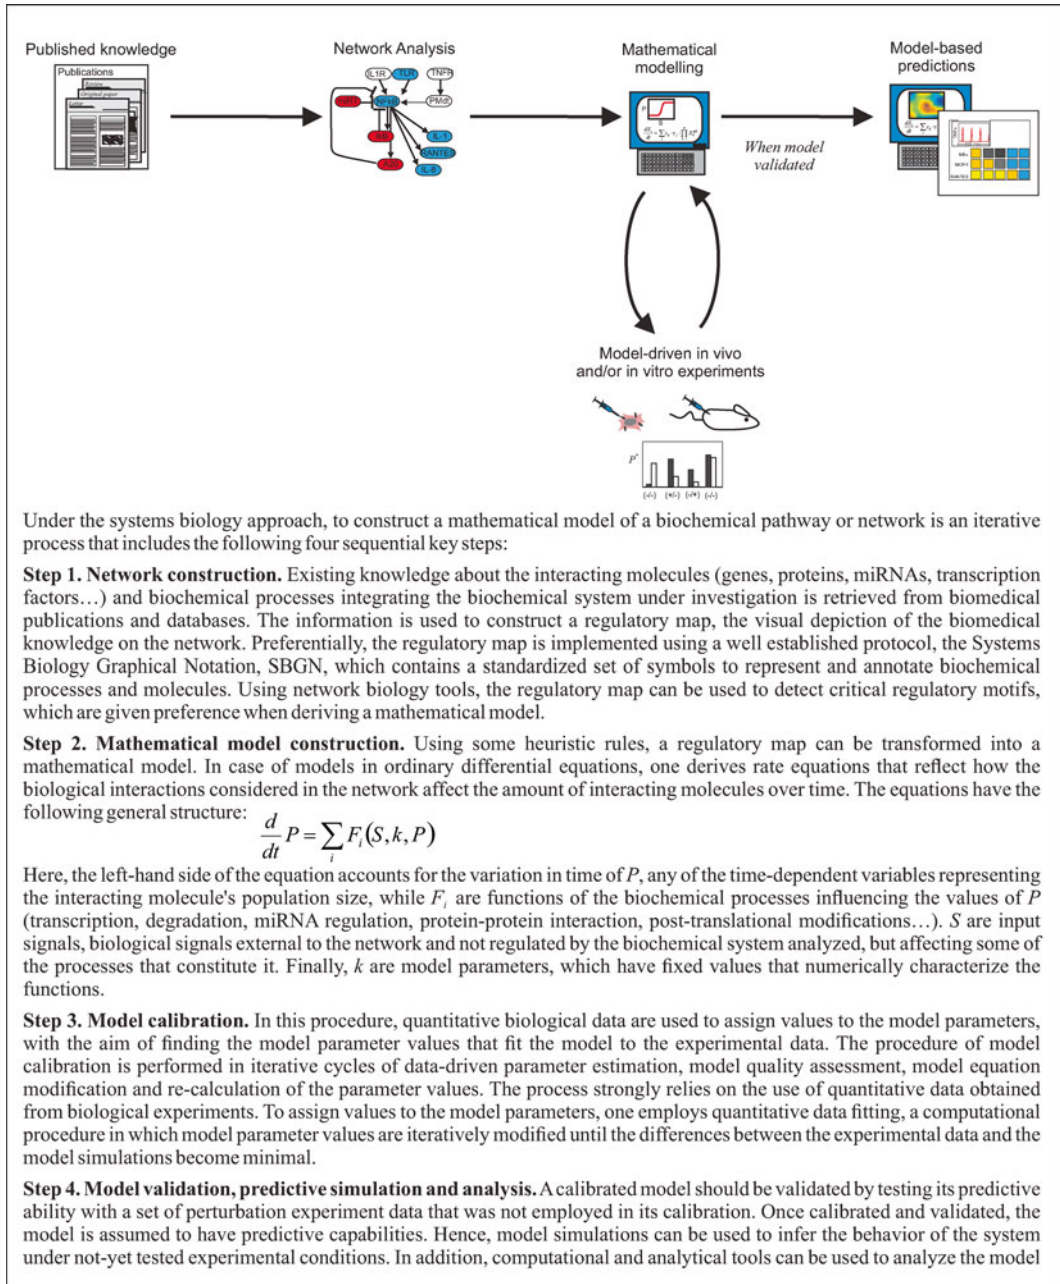 Published knowledge
Network Analysis
Mathematical
modelling
Model-based
predictions
Publications
Review
Original paper
Letter
IL1R
TLR
TNFR
NFkB
IL-1
RANTES
IL-8
When model
validated
Model-driven in vivo
and/or in vitro experiments
P*
(-/-) (+/-) (-/+) (-/-)
Under the systems biology approach, to construct a mathematical model of a biochemical pathway or network is an iterative
process that includes the following four sequential key steps:
Step 1. Network construction. Existing knowledge about the interacting molecules (genes, proteins, miRNAs, transcription
factors…) and biochemical processes integrating the biochemical system under investigation is retrieved from biomedical
publications and databases. The information is used to construct a regulatory map, the visual depiction of the biomedical
knowledge on the network. Preferentially, the regulatory map is implemented using a well established protocol, the Systems
Biology Graphical Notation, SBGN, which contains a standardized set of symbols to represent and annotate biochemical
processes and molecules. Using network biology tools, the regulatory map can be used to detect critical regulatory motifs,
which are given preference when deriving a mathematical model.
Step 2. Mathematical model construction. Using some heuristic rules, a regulatory map can be transformed into a
mathematical model. In case of models in ordinary differential equations, one derives rate equations that reflect how the
biological interactions considered in the network affect the amount of interacting molecules over time. The equations have the
following general structure:
d/dt P = ∑i Fi(S, k, P)
Here, the left-hand side of the equation accounts for the variation in time of P, any of the time-dependent variables representing
the interacting molecule's population size, while Fi are functions of the biochemical processes influencing the values of P
(transcription, degradation, miRNA regulation, protein-protein interaction, post-translational modifications…). S are input
signals, biological signals external to the network and not regulated by the biochemical system analyzed, but affecting some of
the processes that constitute it. Finally, k are model parameters, which have fixed values that numerically characterize the
functions.
Step 3. Model calibration. In this procedure, quantitative biological data are used to assign values to the model parameters,
with the aim of finding the model parameter values that fit the model to the experimental data. The procedure of model
calibration is performed in iterative cycles of data-driven parameter estimation, model quality assessment, model equation
modification and re-calculation of the parameter values. The process strongly relies on the use of quantitative data obtained
from biological experiments. To assign values to the model parameters, one employs quantitative data fitting, a computational
procedure in which model parameter values are iteratively modified until the differences between the experimental data and the
model simulations become minimal.
Step 4. Model validation, predictive simulation and analysis. A calibrated model should be validated by testing its predictive
ability with a set of perturbation experiment data that was not employed in its calibration. Once calibrated and validated, the
model is assumed to have predictive capabilities. Hence, model simulations can be used to infer the behavior of the system
under not-yet tested experimental conditions. In addition, computational and analytical tools can be used to analyze the model